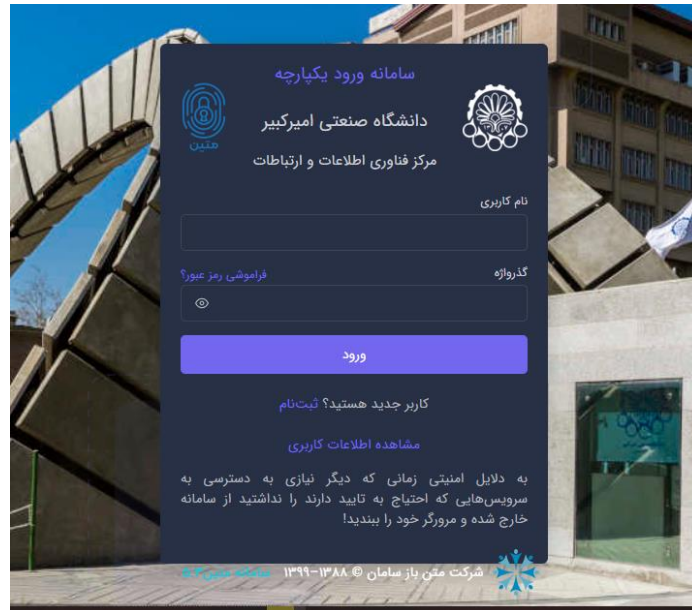 سامانه ورود یکپارچه
دانشگاه صنعتی امیرکبیر
مرکز فناوری اطلاعات و ارتباطات
متین
نام کاربری
گذرواژه
فراموشی رمز عبور؟
ورود
کاربر جدید هستید؟ ثبت‌نام
مشاهده اطلاعات کاربری
به دلایل امنیتی زمانی که دیگر نیازی به دسترسی به
سرویس‌هایی که احتیاج به تایید دارند را نداشتید از سامانه
خارج شده و مرورگر خود را ببندید!
شرکت متن باز سامان © ۱۳۸۸-۱۳۹۹ سامانه متین